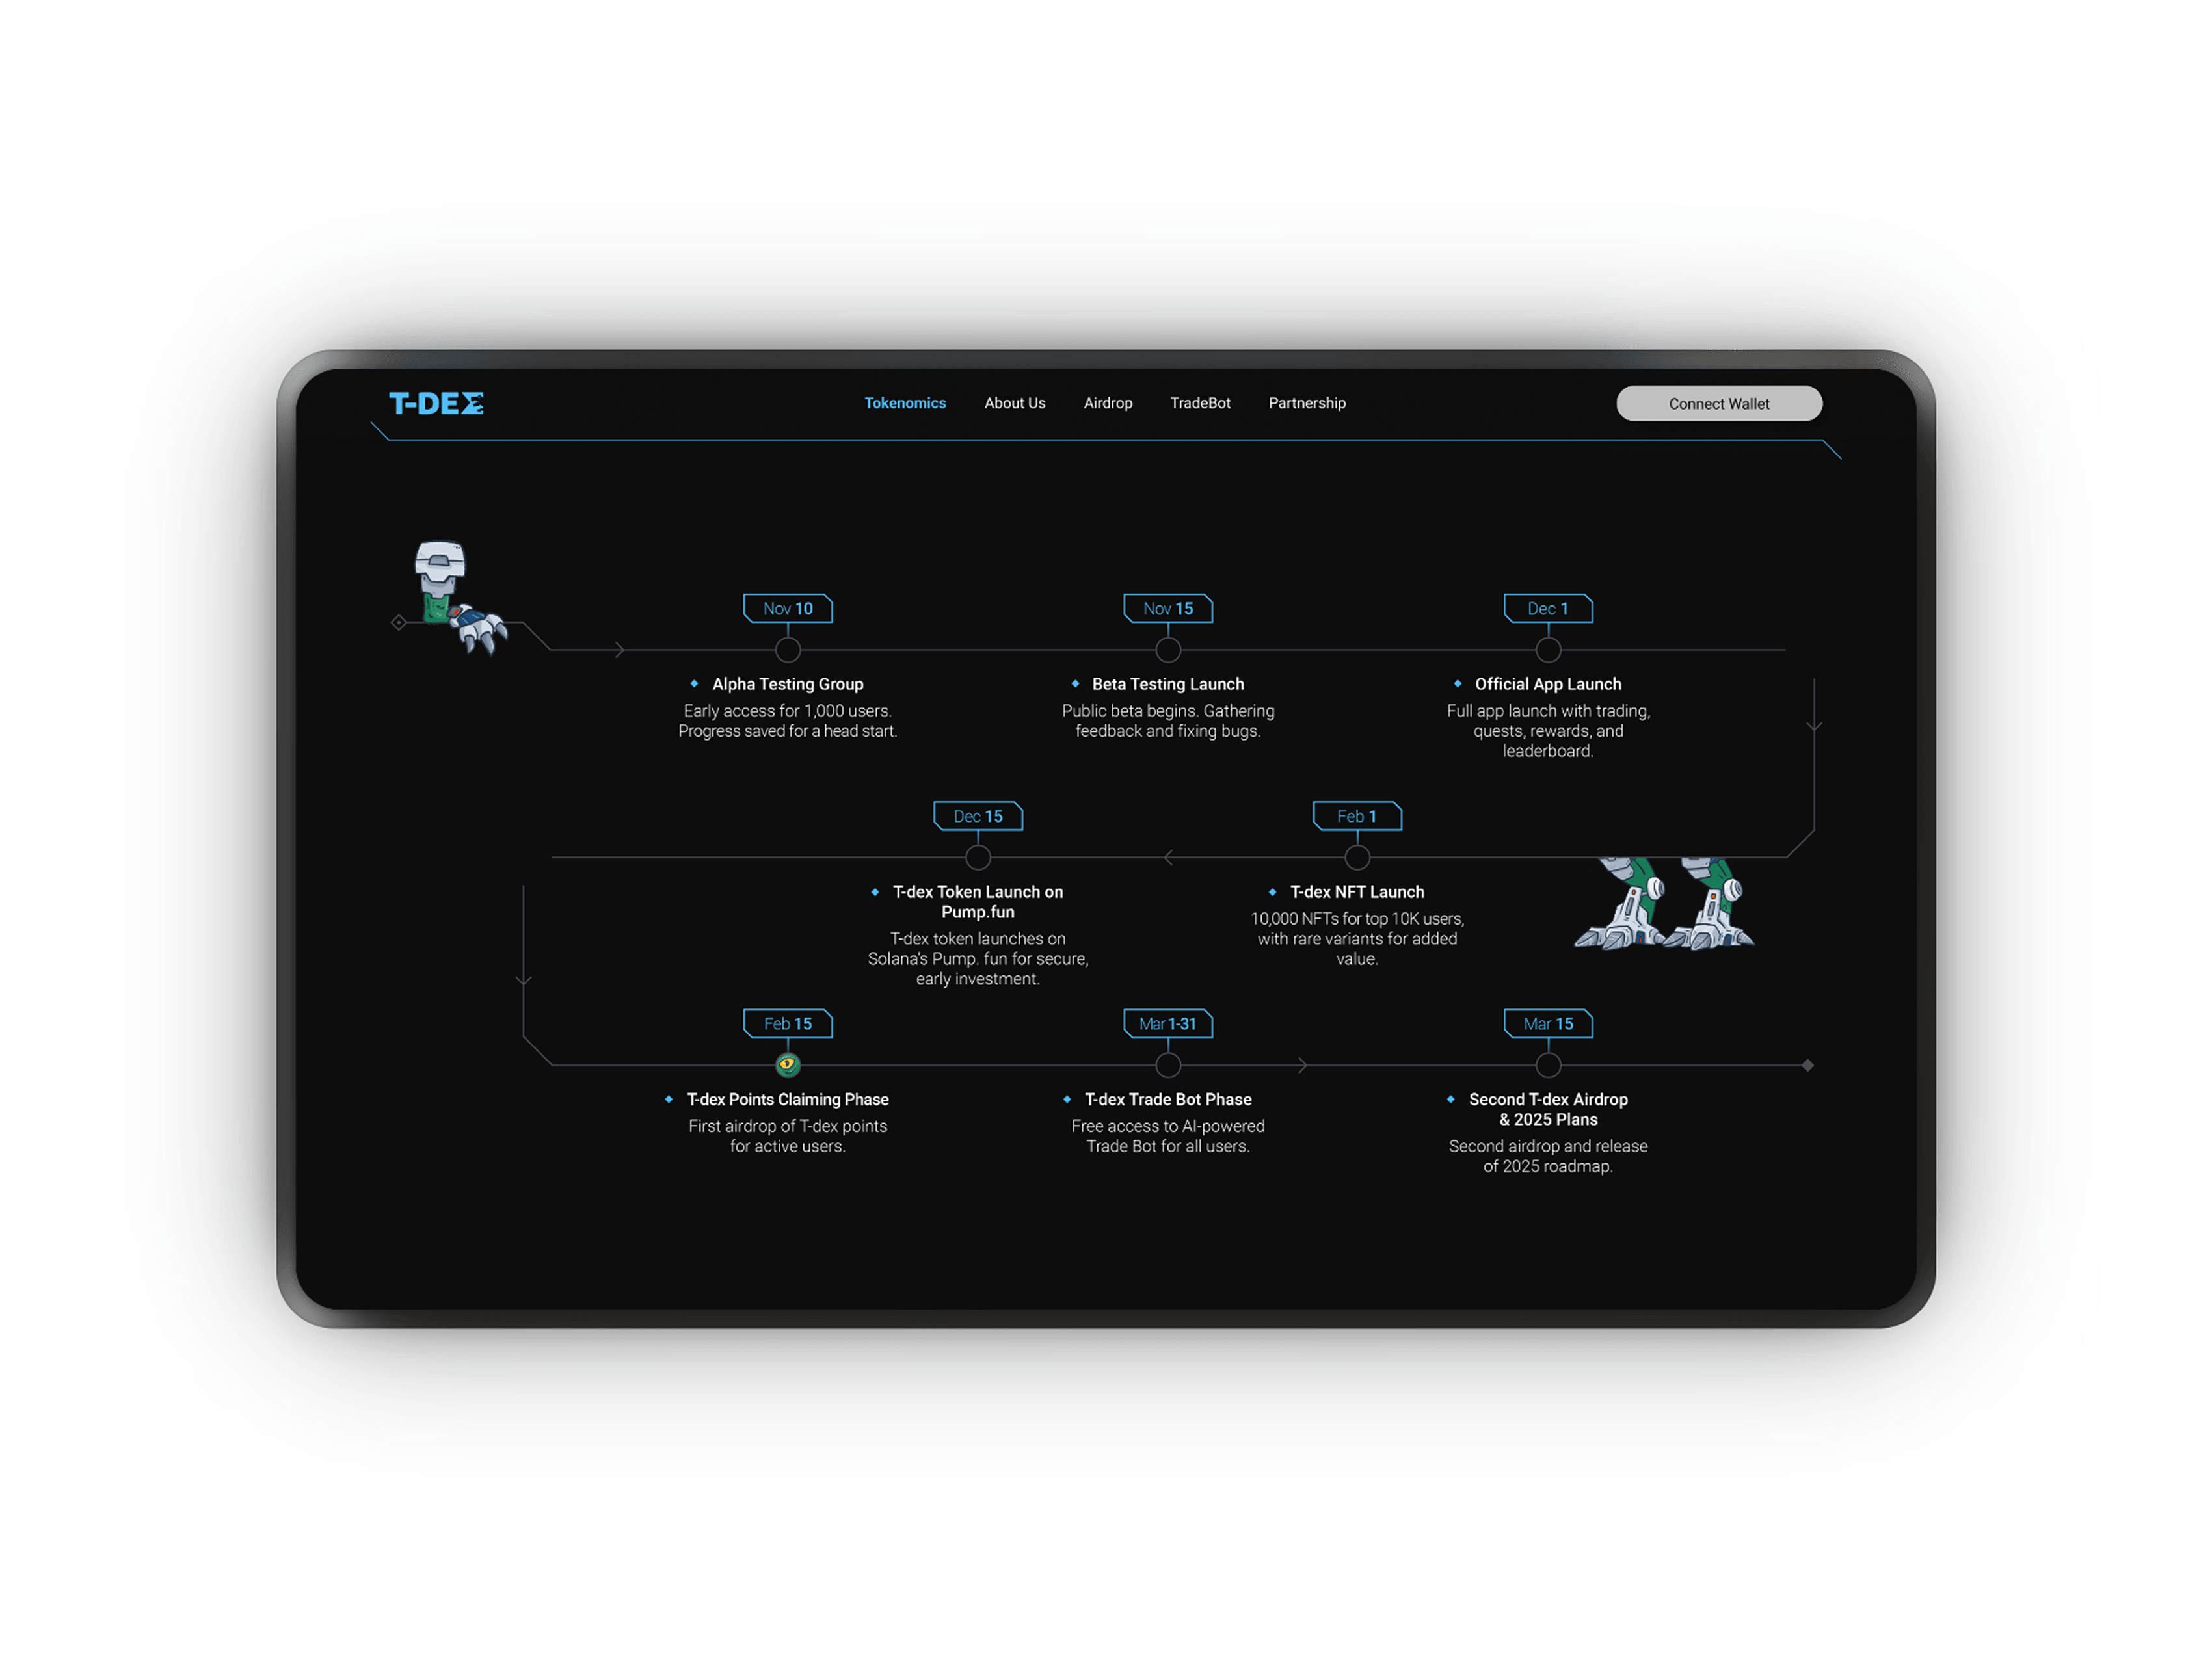 T-DEX
Tokenomics
About Us
Airdrop
TradeBot
Partnership
Connect Wallet
Nov 10
Alpha Testing Group
Early access for 1,000 users.
Progress saved for a head start.
Nov 15
Beta Testing Launch
Public beta begins. Gathering
feedback and fixing bugs.
Dec 1
Official App Launch
Full app launch with trading,
quests, rewards, and
leaderboard.
Dec 15
T-dex Token Launch on
Pump.fun
T-dex token launches on
Solana's Pump. fun for secure,
early investment.
Feb 1
T-dex NFT Launch
10,000 NFTs for top 10K users,
with rare variants for added
value.
Feb 15
T-dex Points Claiming Phase
First airdrop of T-dex points
for active users.
Mar 1-31
T-dex Trade Bot Phase
Free access to AI-powered
Trade Bot for all users.
Mar 15
Second T-dex Airdrop
& 2025 Plans
Second airdrop and release
of 2025 roadmap.